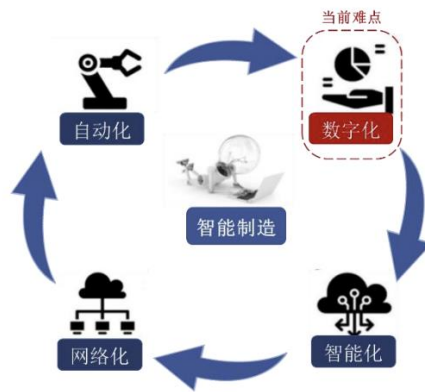 当前难点
自动化
数字化
智能制造
网络化
智能化